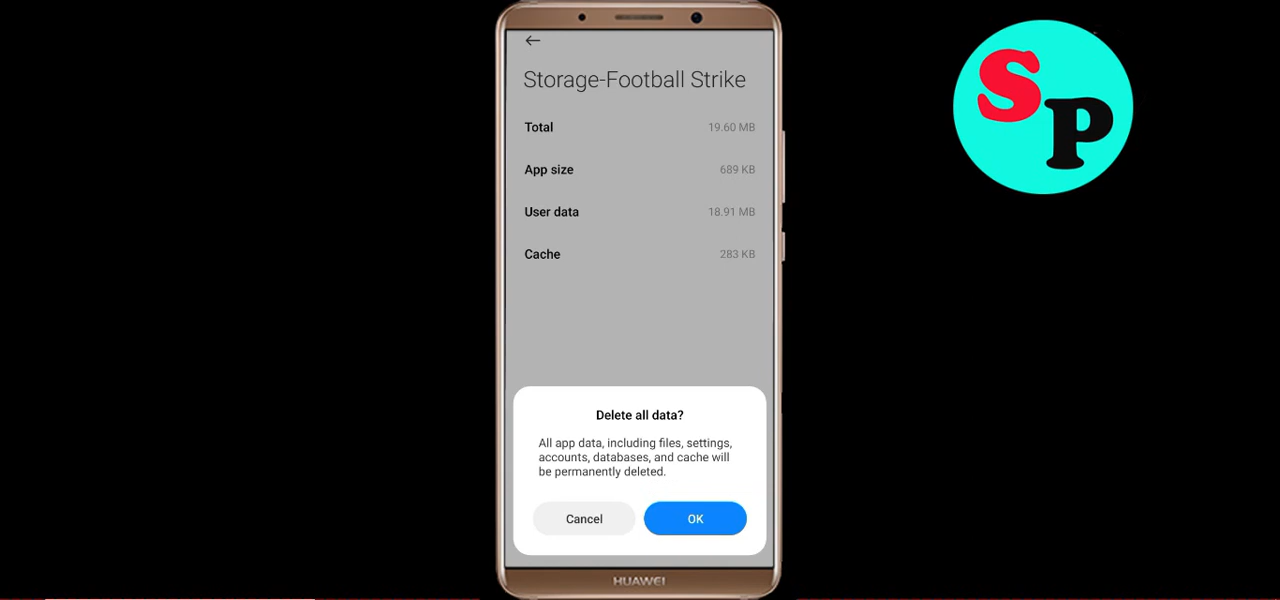 Storage-Football Strike
Total 19.60 MB
App size 689 KB
User data 18.91 MB
Cache 283 KB
Delete all data?
All app data, including files, settings,
accounts, databases, and cache will
be permanently deleted.
Cancel OK
HUAWEI
SP